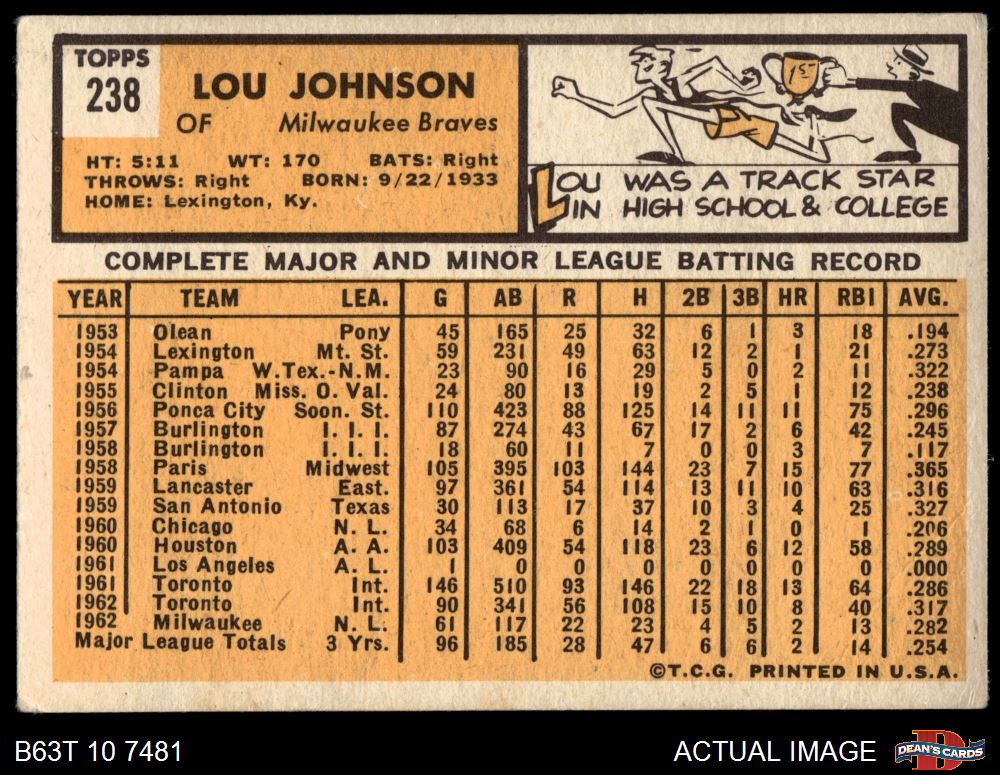 TOPPS
238
LOU JOHNSON
OF Milwaukee Braves
HT: 5:11 WT: 170 BATS: Right
THROWS: Right BORN: 9/22/1933
HOME: Lexington, Ky.
1ST
LOU WAS A TRACK STAR
IN HIGH SCHOOL & COLLEGE
COMPLETE MAJOR AND MINOR LEAGUE BATTING RECORD
YEAR TEAM LEA. G AB R H 2B 3B HR RBI AVG.
1953 Olean Pony 45 165 25 32 6 1 3 18 .194
1954 Lexington Mt. St. 59 231 49 63 12 2 1 21 .273
1954 Pampa W.Tex.-N.M. 23 90 16 29 5 0 2 11 .322
1955 Clinton Miss. O. Val. 24 80 13 19 2 5 1 12 .238
1956 Ponca City Soon. St. 110 423 88 125 14 11 11 75 .296
1957 Burlington I. I. I. 87 274 43 67 17 2 6 42 .245
1958 Burlington I. I. I. 18 60 11 7 0 0 3 7 .117
1958 Paris Midwest 105 395 103 144 23 7 15 77 .365
1959 Lancaster East. 97 361 54 114 13 11 10 63 .316
1959 San Antonio Texas 30 113 17 37 10 3 4 25 .327
1960 Chicago N. L. 34 68 6 14 2 1 0 1 .206
1960 Houston A. A. 103 409 54 118 23 6 12 58 .289
1961 Los Angeles A. L. 1 0 0 0 0 0 0 0 .000
1961 Toronto Int. 146 510 93 146 22 18 13 64 .286
1962 Toronto Int. 90 341 56 108 15 10 8 40 .317
1962 Milwaukee N. L. 61 117 22 23 4 5 2 13 .282
Major League Totals 3 Yrs. 96 185 28 47 6 6 2 14 .254
©T.C.G. PRINTED IN U.S.A.
B63T 10 7481
ACTUAL IMAGE
D
DEAN'S CARDS